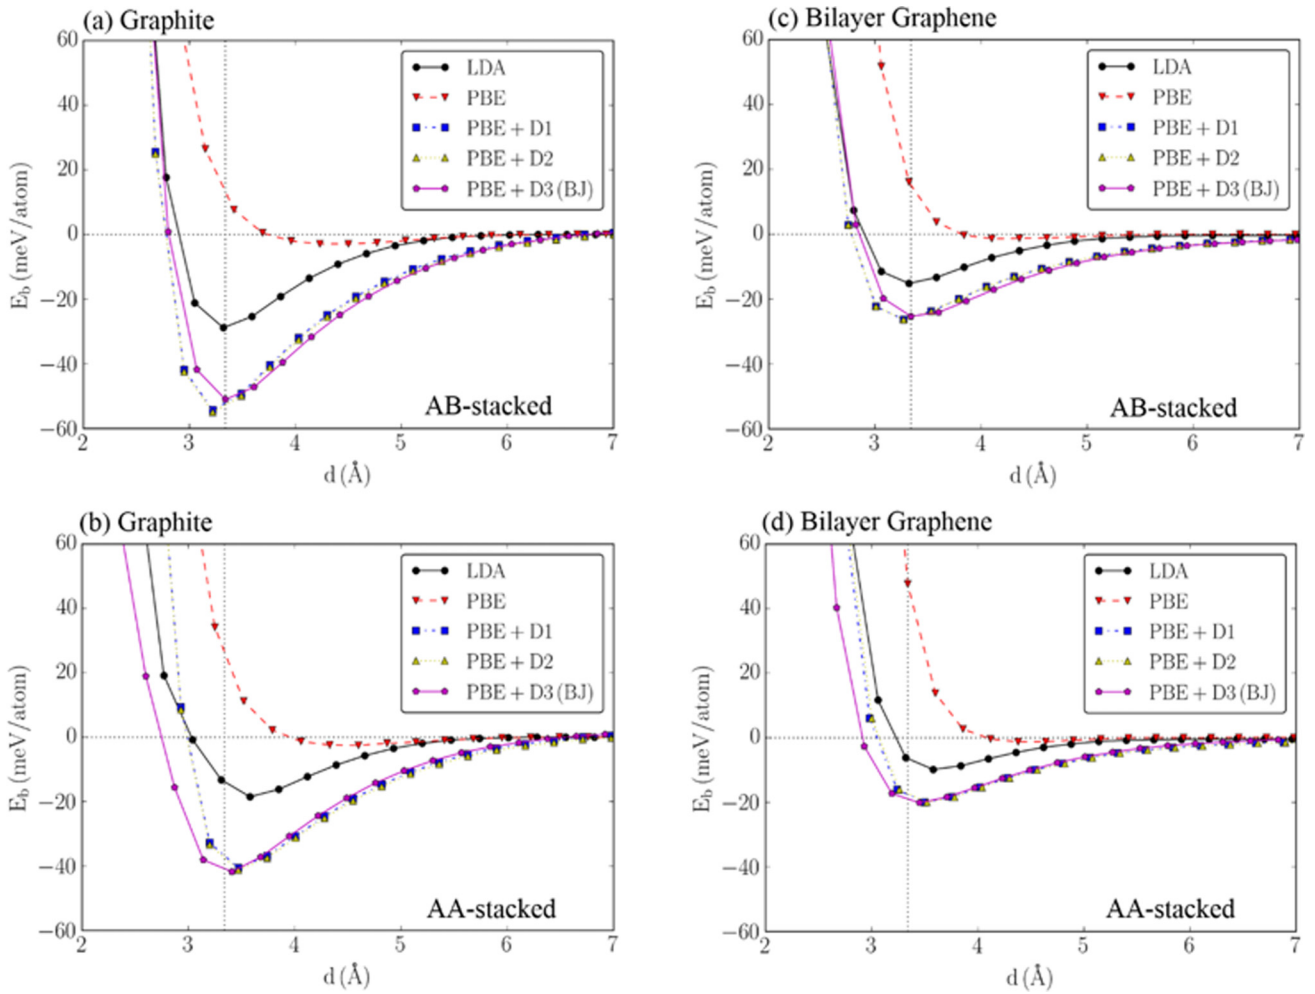 (a) Graphite
60
40
20
0
−20
−40
−60
E_b (meV/atom)
LDA
PBE
PBE + D1
PBE + D2
PBE + D3 (BJ)
AB-stacked
2 3 4 5 6 7
d (Å)
(c) Bilayer Graphene
60
40
20
0
−20
−40
−60
E_b (meV/atom)
LDA
PBE
PBE + D1
PBE + D2
PBE + D3 (BJ)
AB-stacked
2 3 4 5 6 7
d (Å)
(b) Graphite
60
40
20
0
−20
−40
−60
E_b (meV/atom)
LDA
PBE
PBE + D1
PBE + D2
PBE + D3 (BJ)
AA-stacked
2 3 4 5 6 7
d (Å)
(d) Bilayer Graphene
60
40
20
0
−20
−40
−60
E_b (meV/atom)
LDA
PBE
PBE + D1
PBE + D2
PBE + D3 (BJ)
AA-stacked
2 3 4 5 6 7
d (Å)